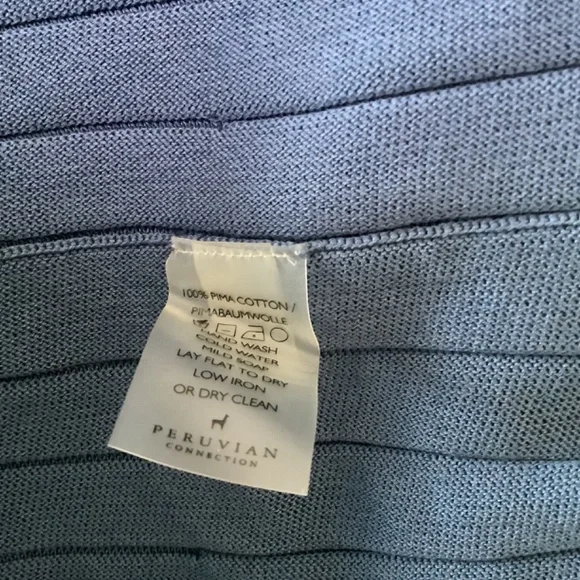 100% PIMA COTTON /
PIMABAUMWOLLE
HAND WASH
COLD WATER
MILD SOAP
LAY FLAT TO DRY
LOW IRON
OR DRY CLEAN
PERUVIAN
CONNECTION